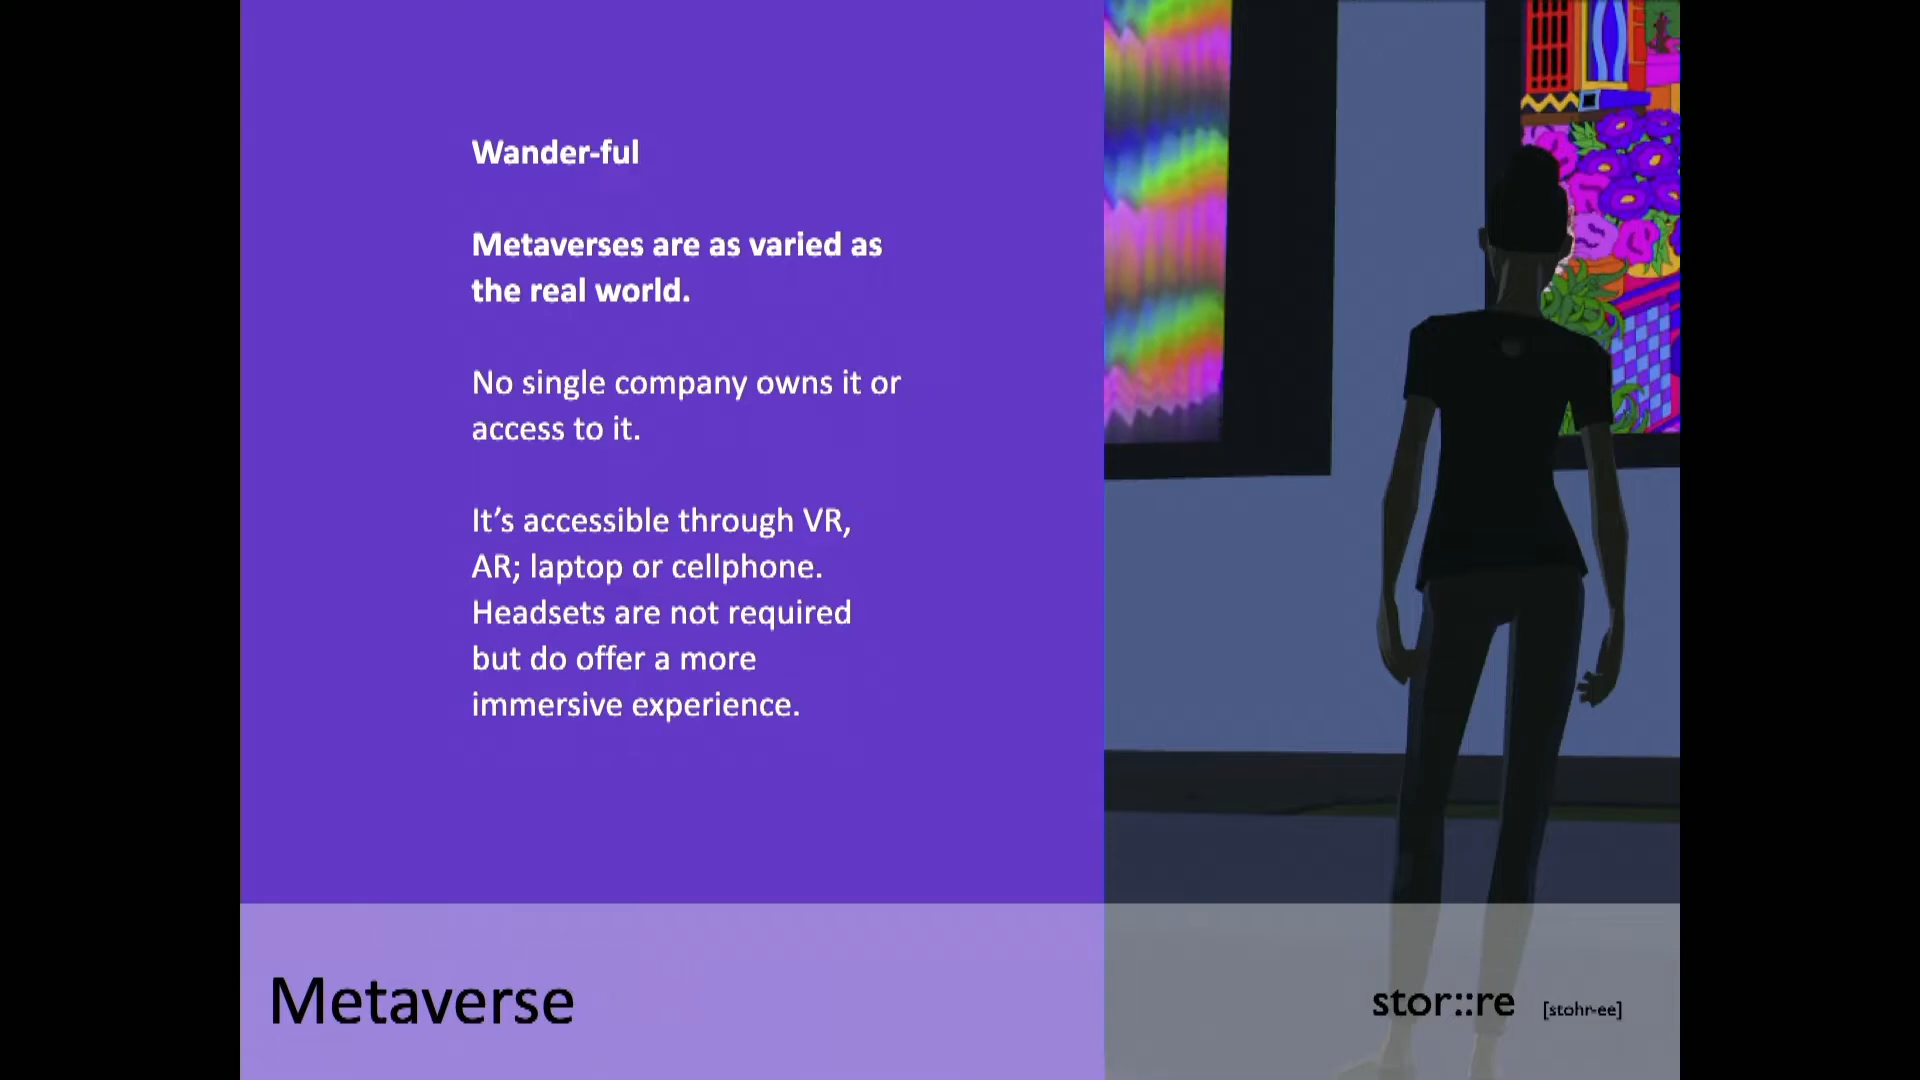 Wander-ful
Metaverses are as varied as
the real world.
No single company owns it or
access to it.
It’s accessible through VR,
AR; laptop or cellphone.
Headsets are not required
but do offer a more
immersive experience.
Metaverse
stor::re [stohr-ee]